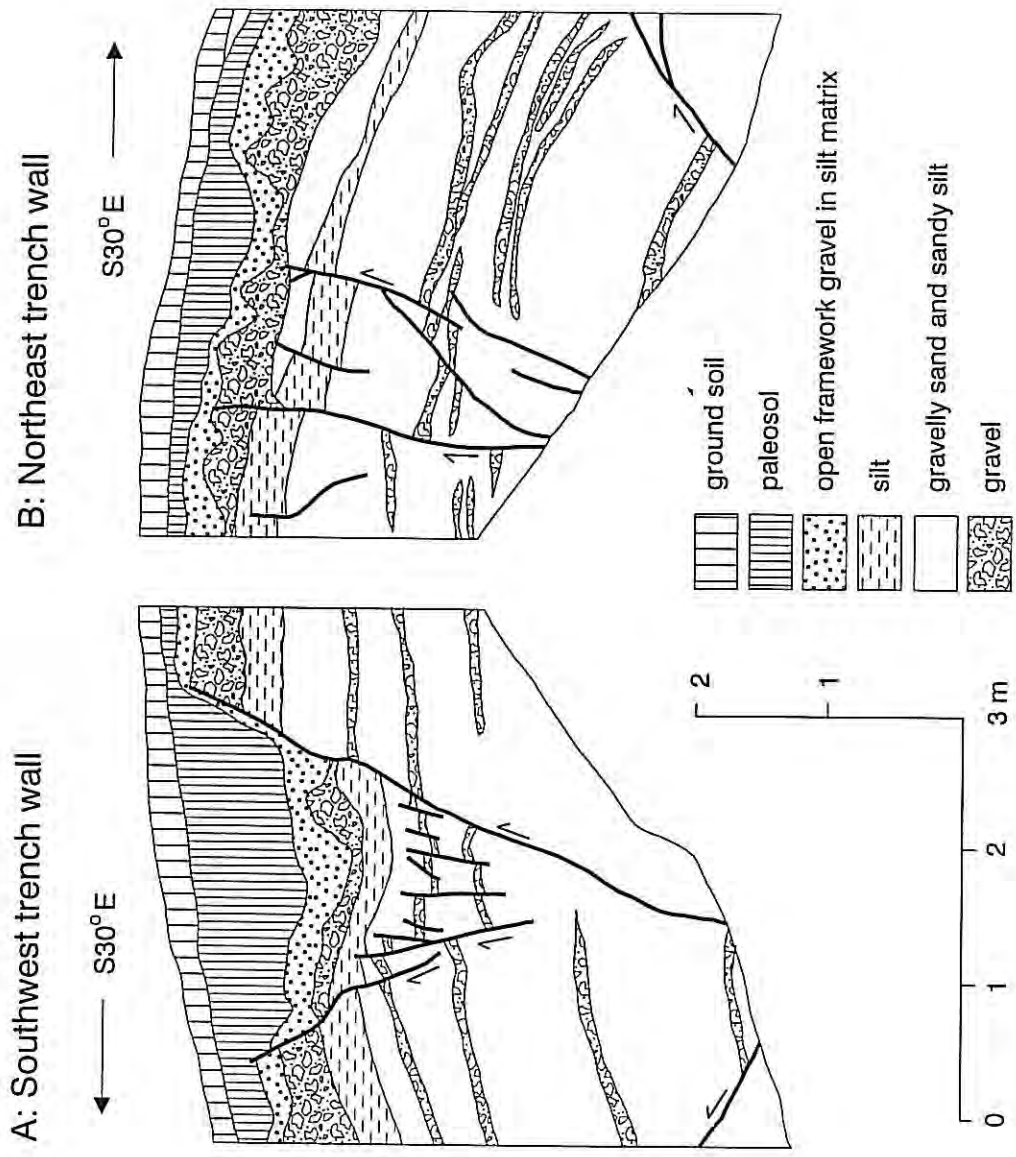 A: Southwest trench wall
S30° E
B: Northeast trench wall
S30° E
ground soil
paleosol
open framework gravel in silt matrix
silt
gravelly sand and sandy silt
gravel
2
1
0 1 2 3 m